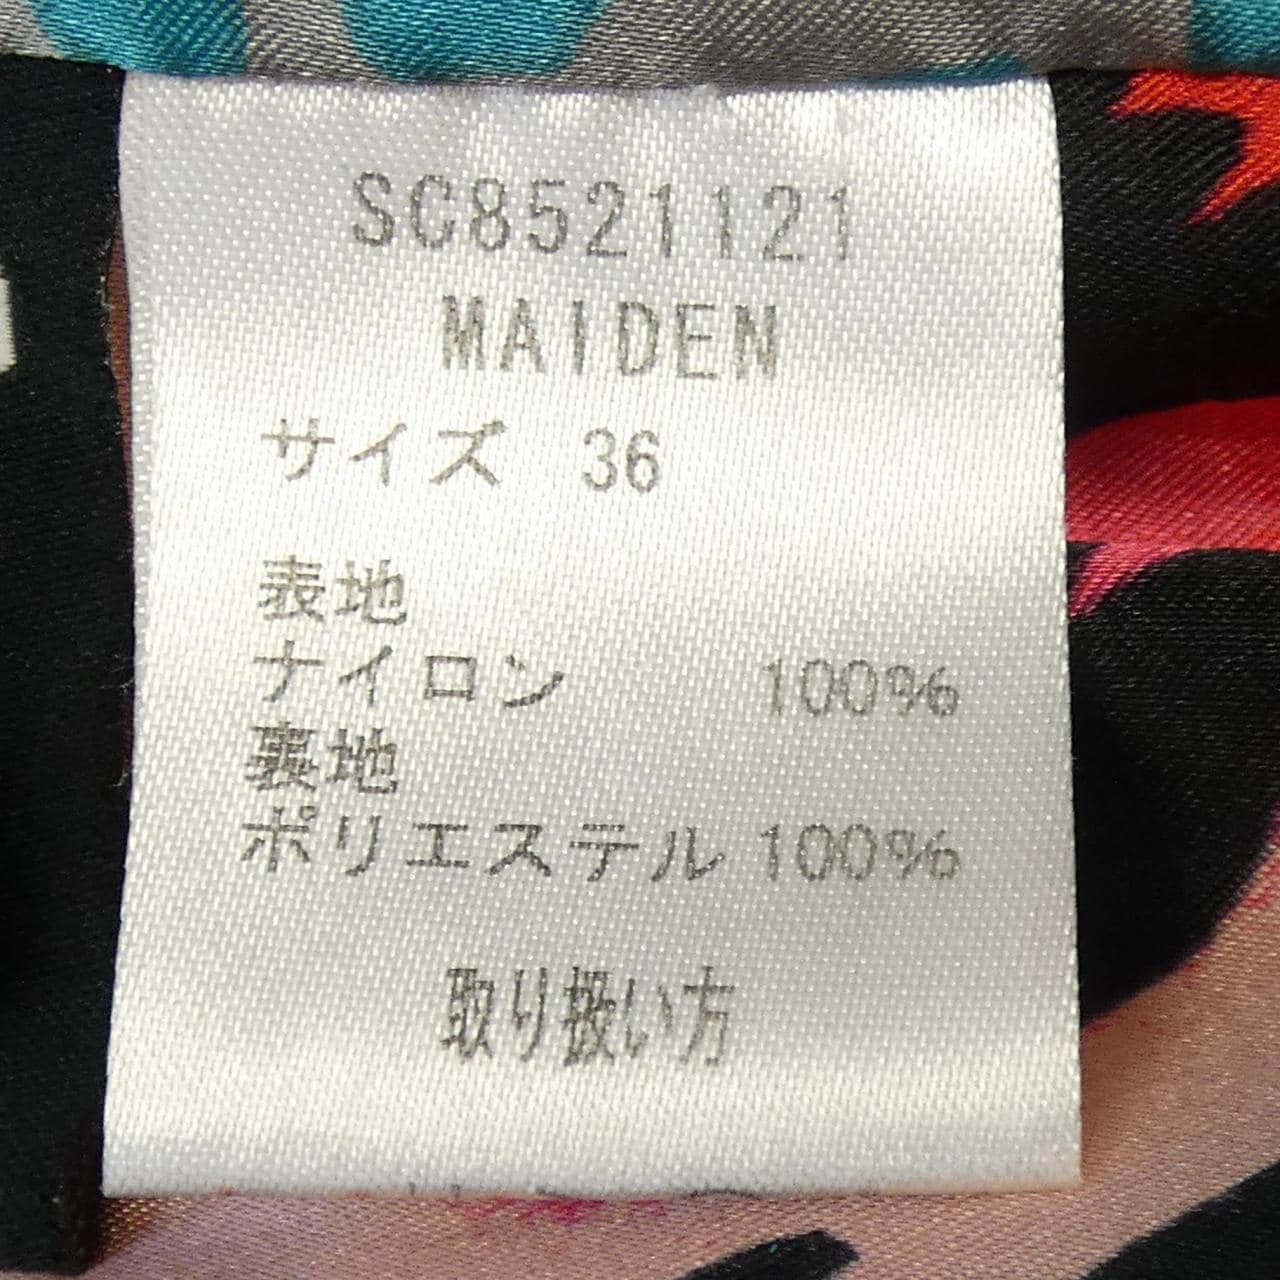 SC8521121
MAIDEN
サイズ 36
表地
ナイロン 100%
裏地
ポリエステル 100%
取り扱い方